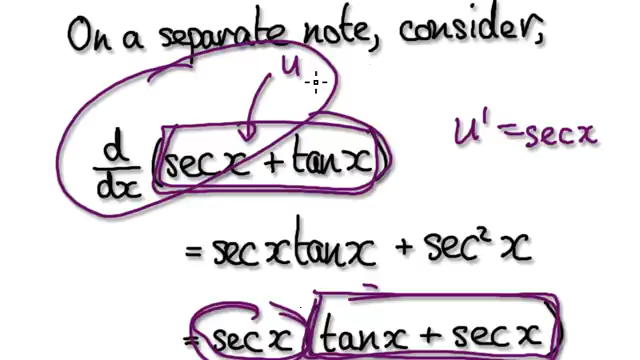 On a separate note, consider,
u
d/dx (sec x + tan x)
u' = sec x
= sec x tan x + sec² x
= sec x (tan x + sec x)